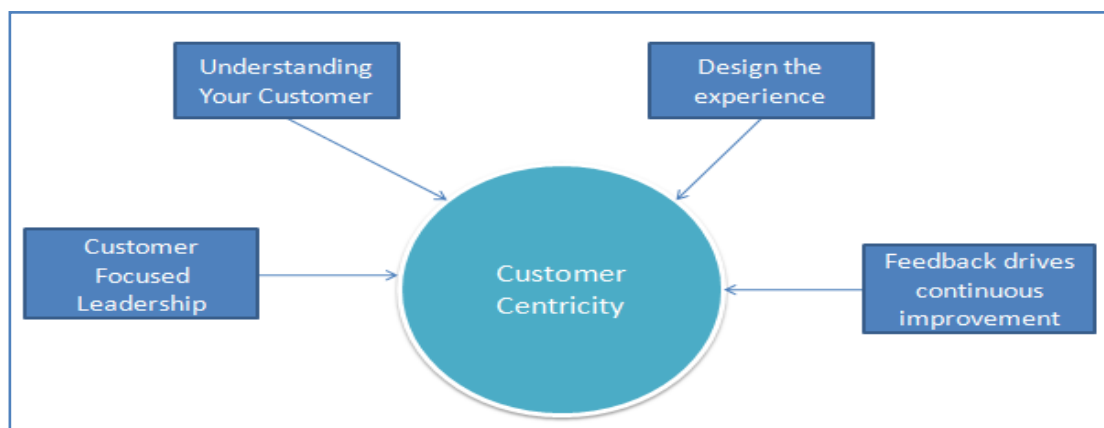 Understanding
Your Customer
Design the
experience
Customer
Focused
Leadership
Customer
Centricity
Feedback drives
continuous
improvement